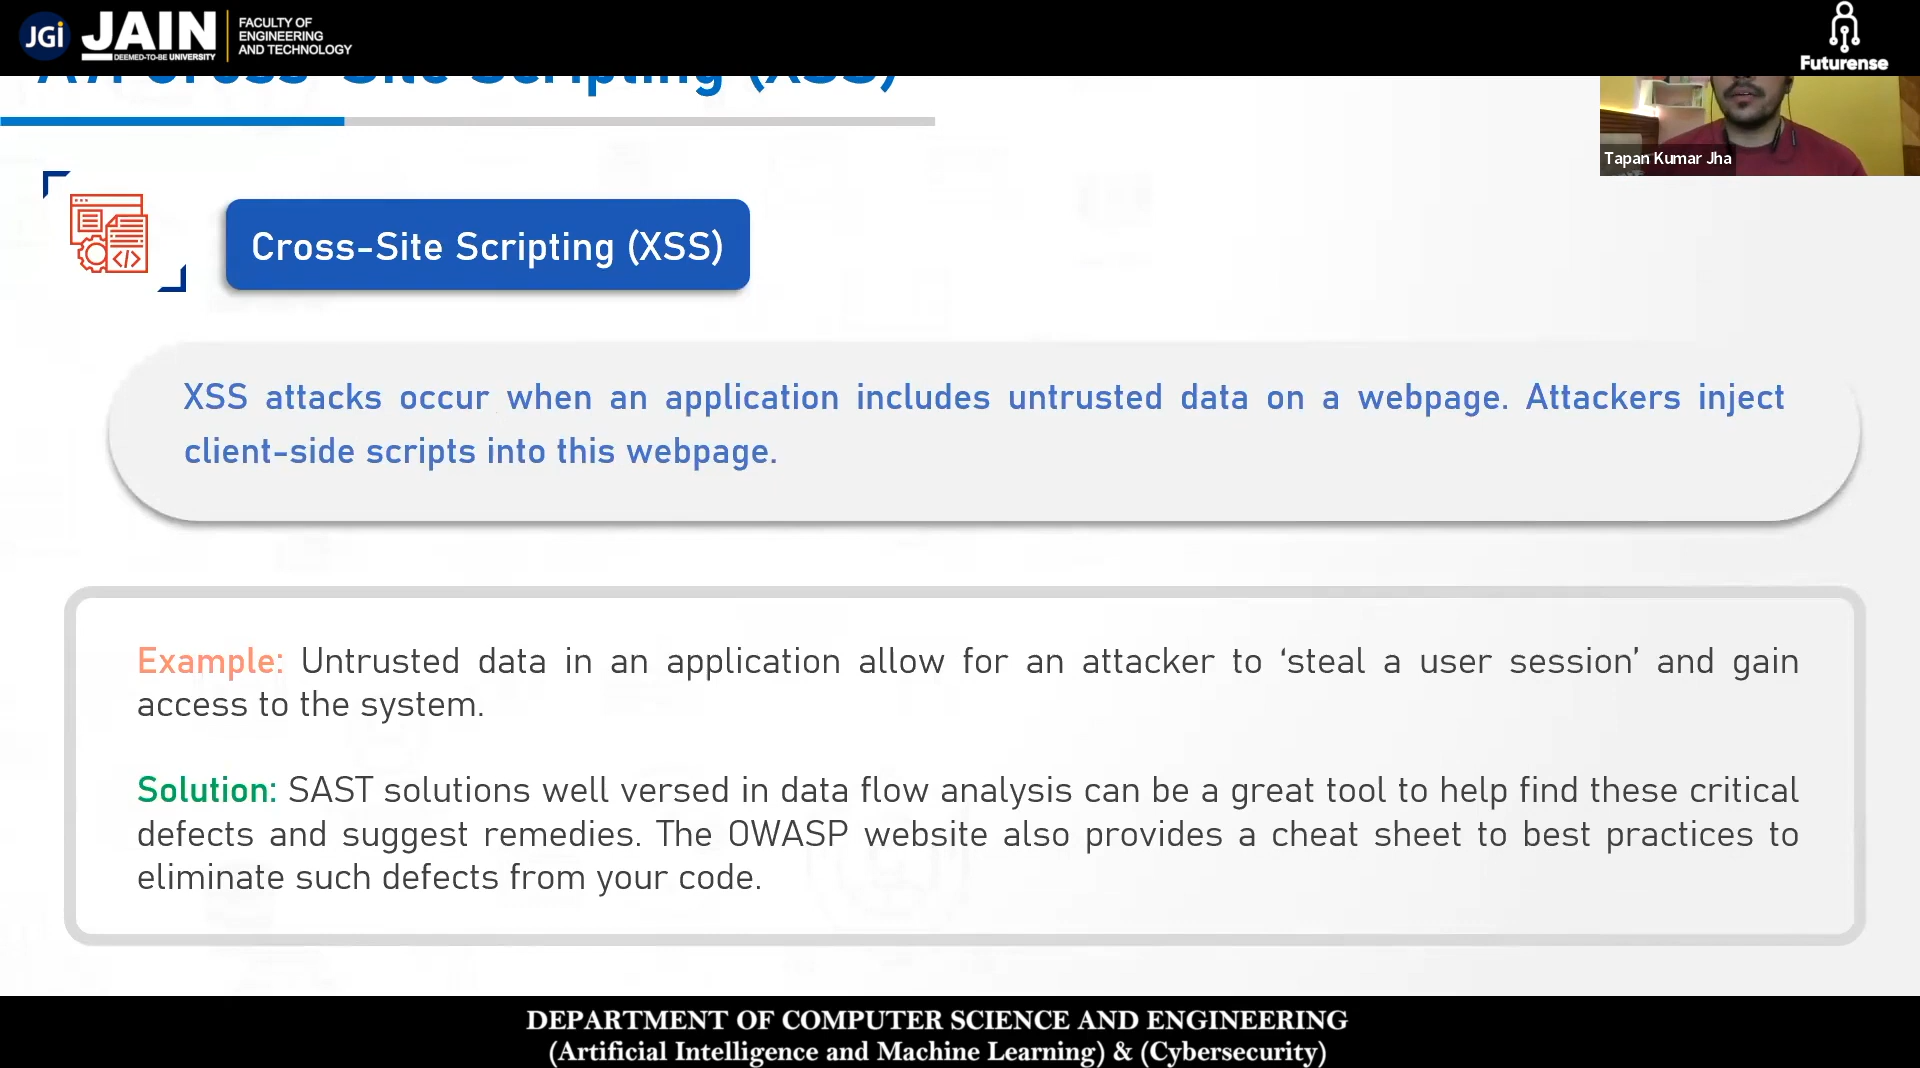 JGi JAIN FACULTY OF
ENGINEERING
AND TECHNOLOGY
DEEMED-TO-BE UNIVERSITY
Futurense
Cross-Site Scripting (XSS)
Tapan Kumar Jha
</>
Cross-Site Scripting (XSS)
XSS attacks occur when an application includes untrusted data on a webpage. Attackers inject
client-side scripts into this webpage.
Example: Untrusted data in an application allow for an attacker to ‘steal a user session’ and gain
access to the system.
Solution: SAST solutions well versed in data flow analysis can be a great tool to help find these critical
defects and suggest remedies. The OWASP website also provides a cheat sheet to best practices to
eliminate such defects from your code.
DEPARTMENT OF COMPUTER SCIENCE AND ENGINEERING
(Artificial Intelligence and Machine Learning) & (Cybersecurity)